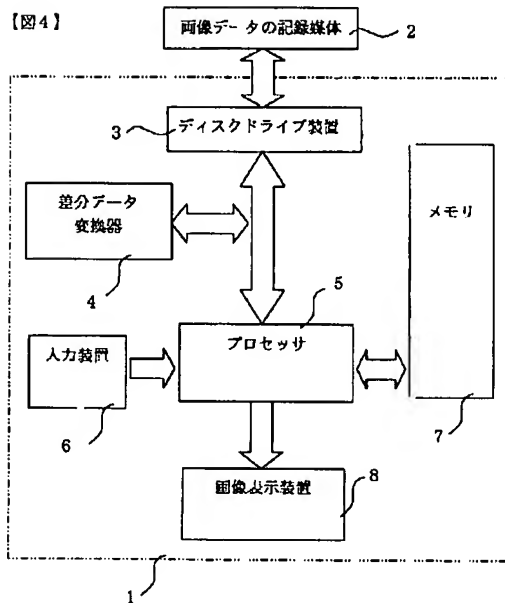 【図4】
画像データの記録媒体
2
3
ディスクドライブ装置
差分データ
変換器
4
メモリ
5
プロセッサ
入力装置
6
7
画像表示装置
8
1